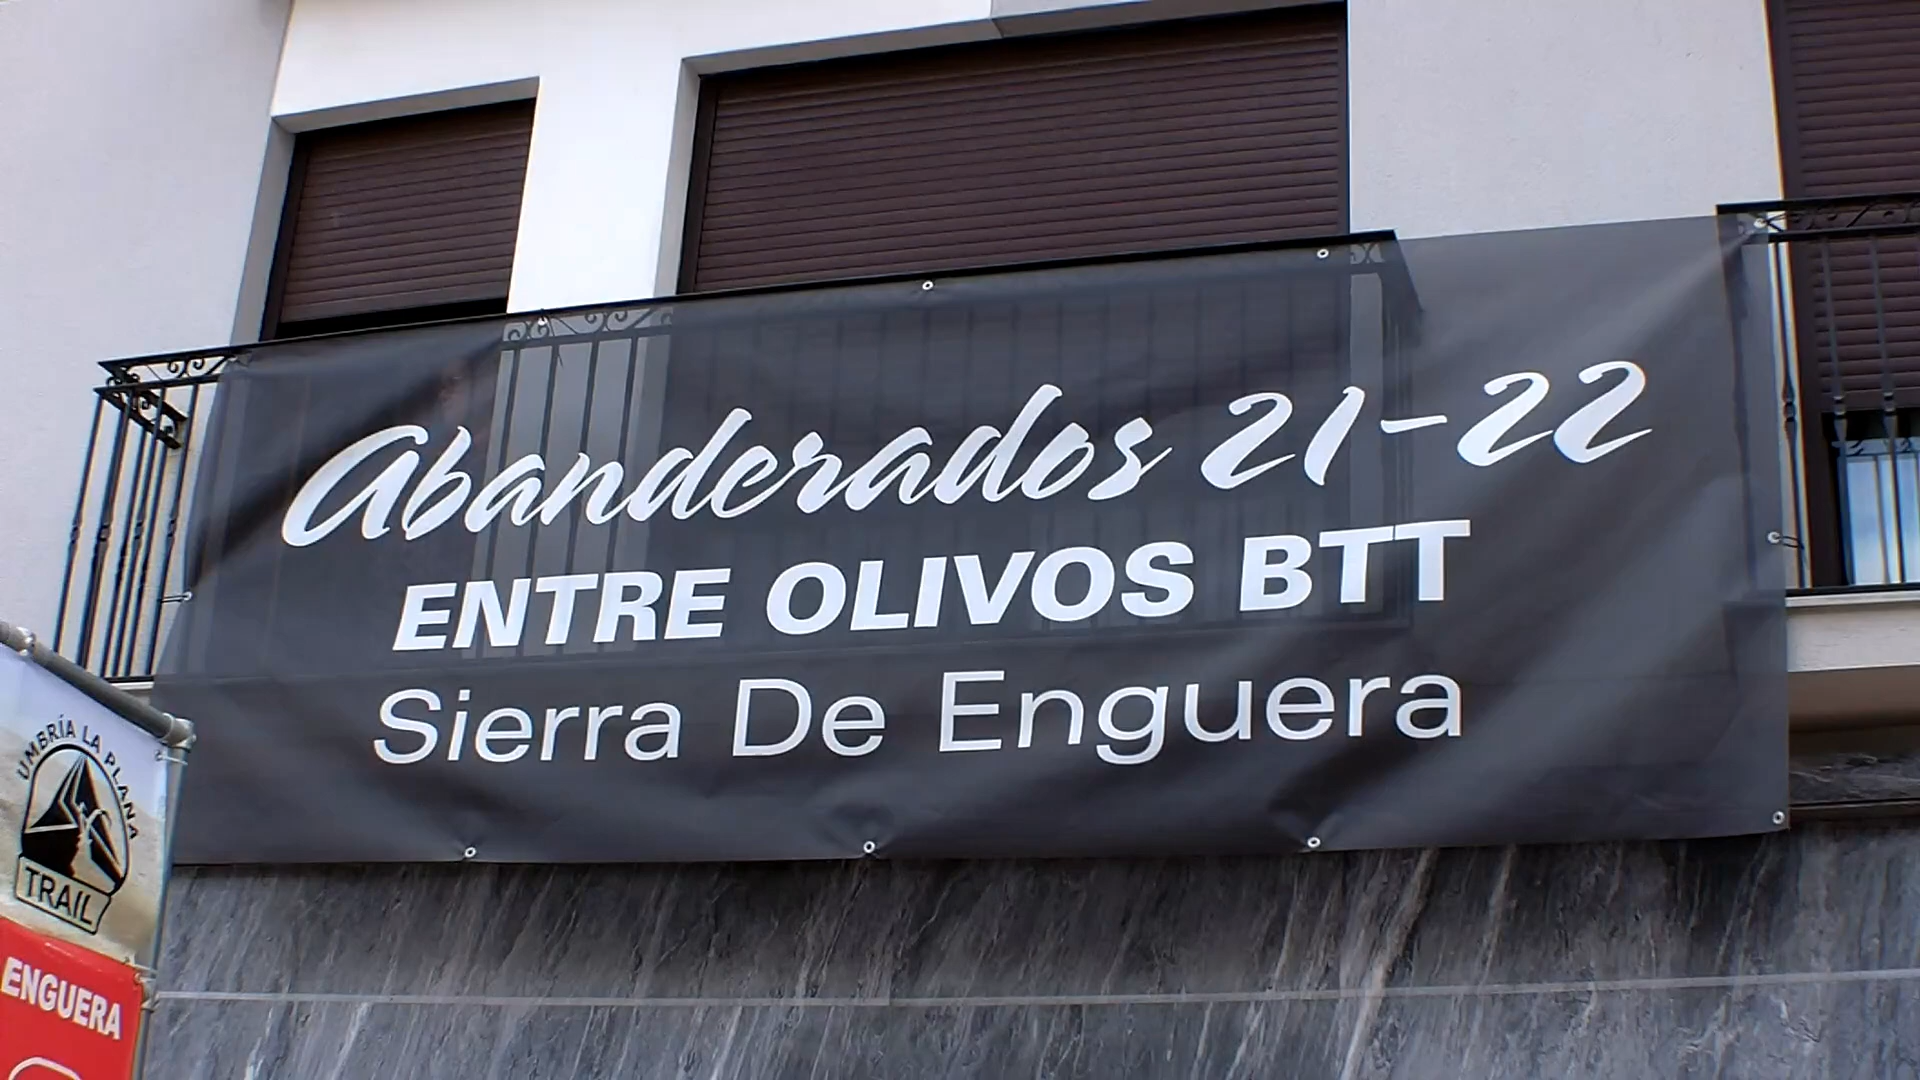 Abanderados 21-22
ENTRE OLIVOS BTT
Sierra De Enguera
UMBRÍA LA PLANA
TRAIL
ENGUERA